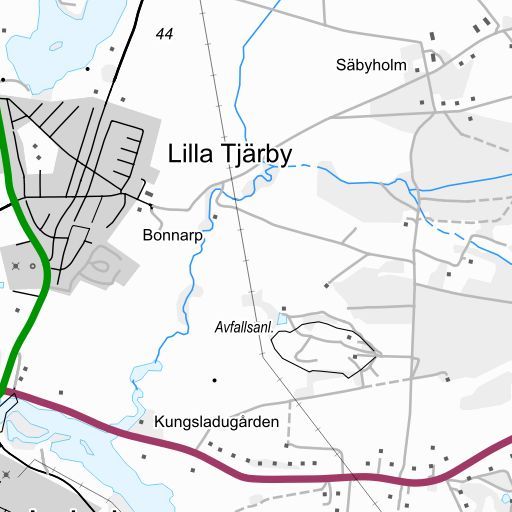 44
Säbyholm
Lilla Tjärby
Bonnarp
Avfallsanl.
Kungsladugården